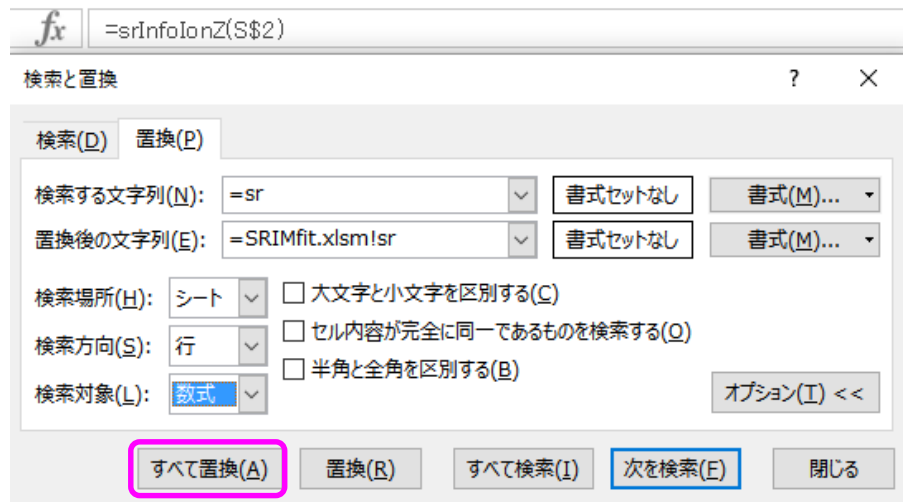 fx =srInfoIonZ(S$2)
検索と置換 ? ×
検索(D) 置換(P)
検索する文字列(N): =sr 書式セットなし 書式(M)...
置換後の文字列(E): =SRIMfit.xlsm!sr 書式セットなし 書式(M)...
検索場所(H): シート
検索方向(S): 行
検索対象(L): 数式
大文字と小文字を区別する(C)
セル内容が完全に同一であるものを検索する(O)
半角と全角を区別する(B)
オプション(T) <<
すべて置換(A) 置換(R) すべて検索(I) 次を検索(F) 閉じる